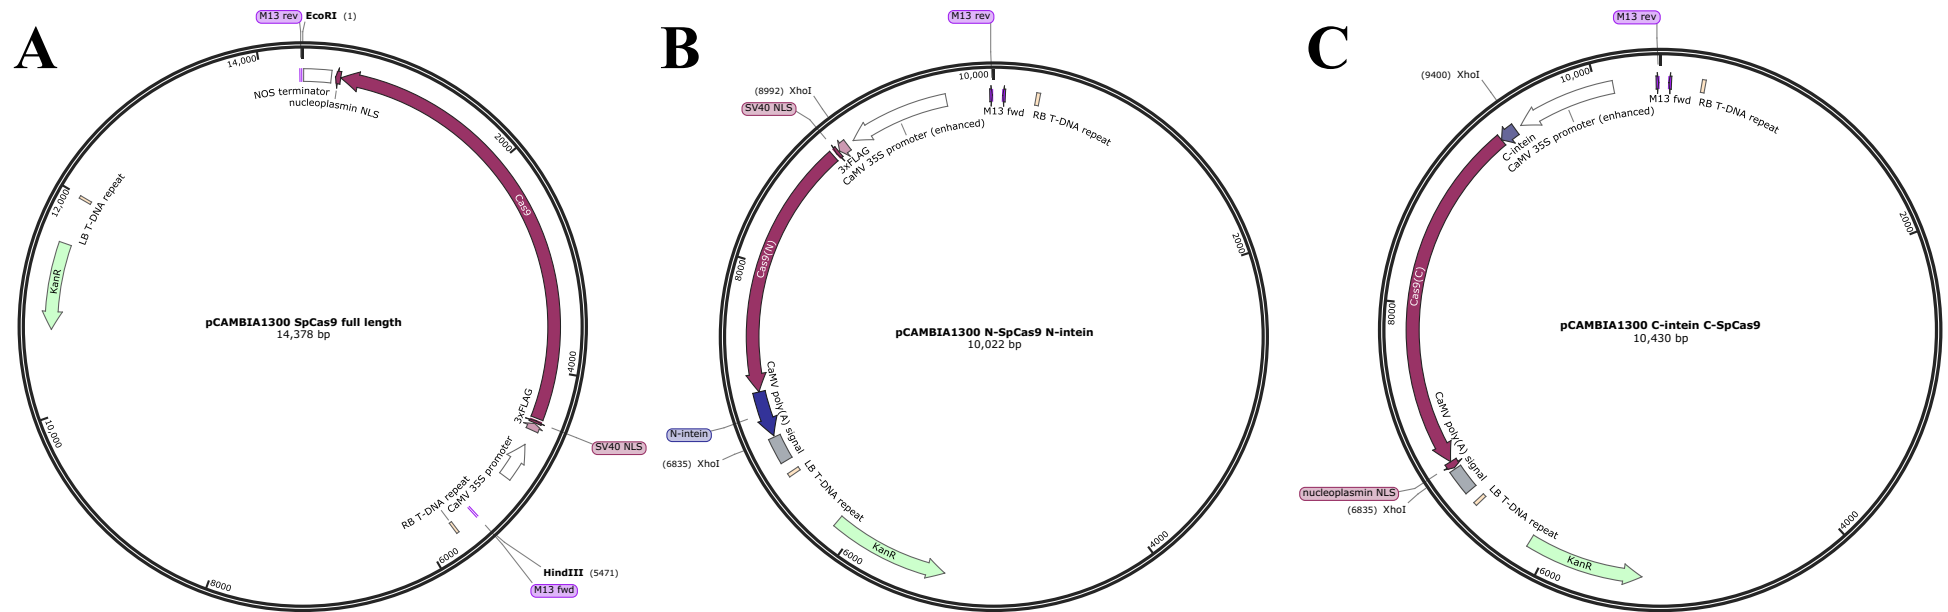 A
M13 rev
EcoRI (1)
14,000
NOS terminator
nucleoplasmin NLS
2000
Cas9
12,000
LB T-DNA repeat
KanR
pCAMBIA1300 SpCas9 full length
14,378 bp
4000
3xFLAG
SV40 NLS
10,000
CaMV 35S promoter
RB T-DNA repeat
6000
8000
HindIII (5471)
M13 fwd
B
M13 rev
10,000
(8992) XhoI
SV40 NLS
M13 fwd
RB T-DNA repeat
3xFLAG
CaMV 35S promoter (enhanced)
2000
8000
Cas9(N)
pCAMBIA1300 N-SpCas9 N-intein
10,022 bp
CaMV poly(A) signal
N-intein
(6835) XhoI
LB T-DNA repeat
KanR
6000
4000
C
M13 rev
(9400) XhoI
10,000
M13 fwd
RB T-DNA repeat
C-intein
CaMV 35S promoter (enhanced)
2000
8000
Cas9(C)
pCAMBIA1300 C-intein C-SpCas9
10,430 bp
CaMV poly(A) signal
nucleoplasmin NLS
(6835) XhoI
LB T-DNA repeat
KanR
6000
4000